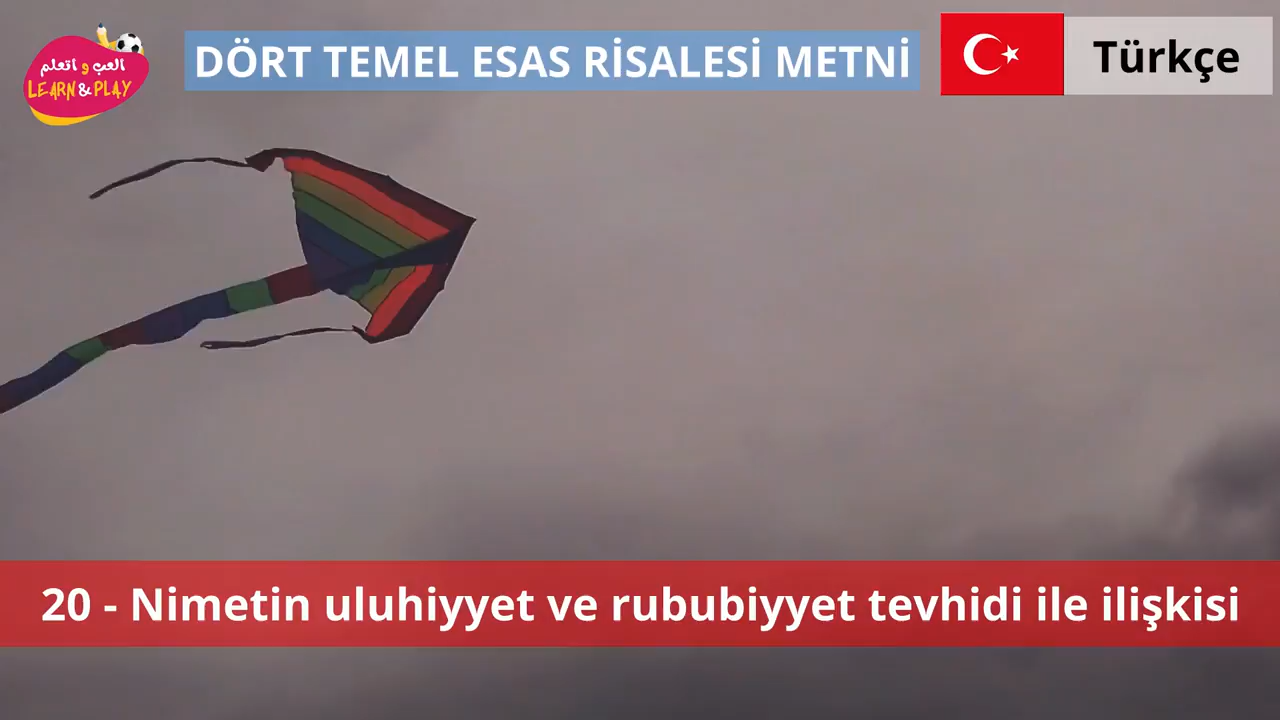 العب و اتعلم
LEARN & PLAY
DÖRT TEMEL ESAS RİSALESİ METNİ
Türkçe
20 - Nimetin uluhiyyet ve rububiyyet tevhidi ile ilişkisi